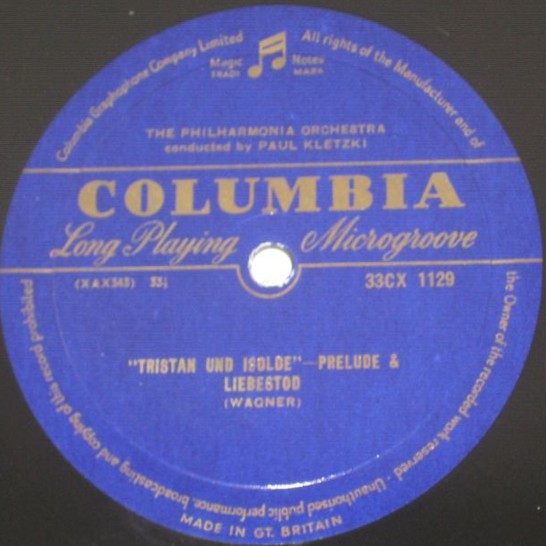 Columbia Graphophone Company Limited
All rights of the Manufacturer and of
the Owner of the recorded work reserved - Unauthorised public performance, broadcasting and copying of this record prohibited
Magic Notes
TRADE MARK
THE PHILHARMONIA ORCHESTRA
conducted by PAUL KLETZKI
COLUMBIA
Long Playing Microgroove
(XAX343) 33⅓ 33CX 1129
"TRISTAN UND ISOLDE"—PRELUDE &
LIEBESTOD
(WAGNER)
MADE IN GT. BRITAIN